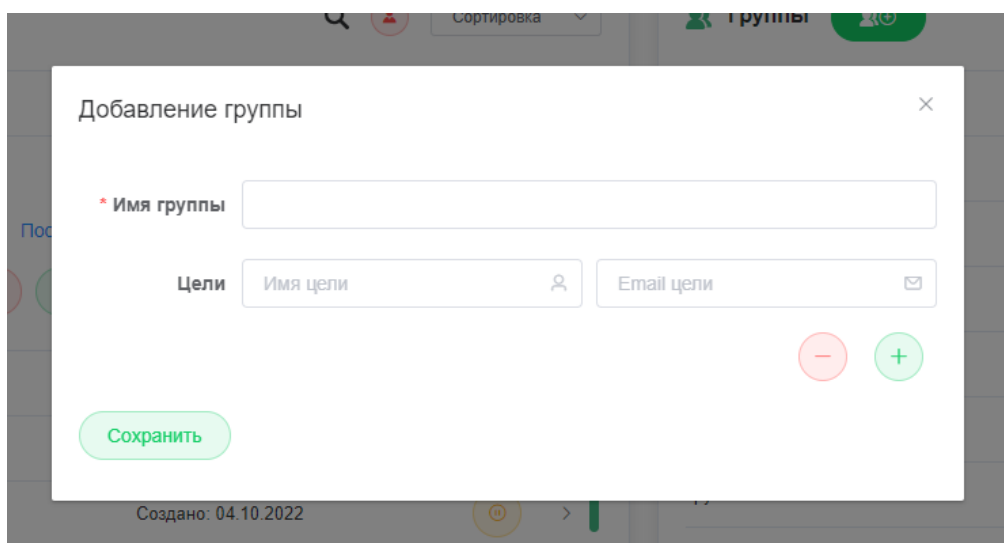 Сортировка
Группы
Добавление группы
* Имя группы
Цели Имя цели Email цели
Сохранить
Создано: 04.10.2022